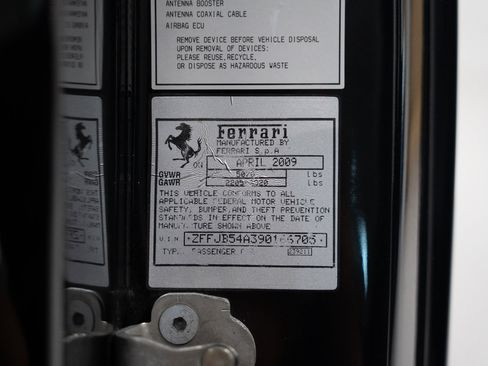 ANTENNA BOOSTER
ANTENNA COAXIAL CABLE
AIRBAG ECU
REMOVE DEVICE BEFORE VEHICLE DISPOSAL
UPON REMOVAL OF DEVICES:
PLEASE REUSE, RECYCLE,
OR DISPOSE AS HAZARDOUS WASTE
Ferrari
MANUFACTURED BY
FERRARI S.p.A
ON APRIL 2009
GVWR lbs
GAWR lbs
THIS VEHICLE CONFORMS TO ALL
APPLICABLE FEDERAL MOTOR VEHICLE
SAFETY, BUMPER, AND THEFT PREVENTION
STANDARDS IN EFFECT ON THE DATE OF
MANUFACTURE SHOWN ABOVE
V.I.N.
PASSENGER